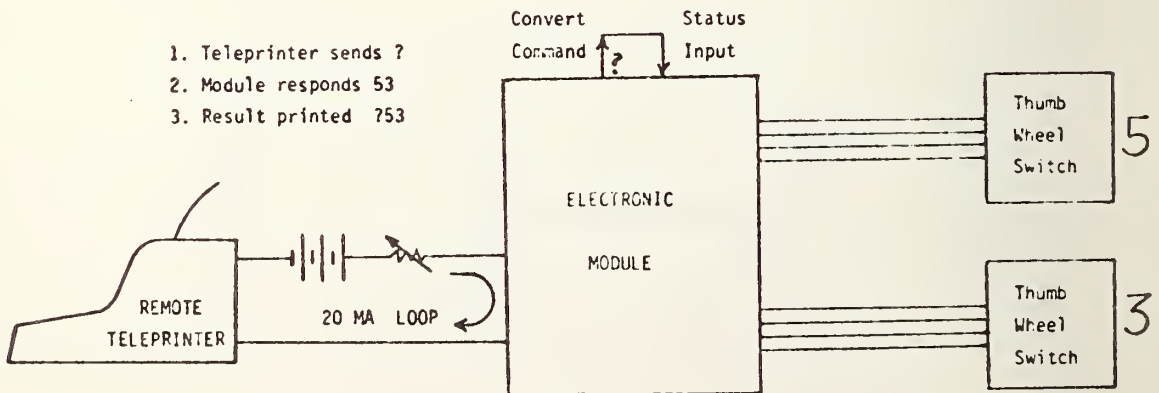 1. Teleprinter sends ?
2. Module responds 53
3. Result printed ?53
Convert
Command
?
Status
Input
ELECTRONIC
MODULE
REMOTE
TELEPRINTER
20 MA LOOP
Thumb
Wheel
Switch
5
Thumb
Wheel
Switch
3